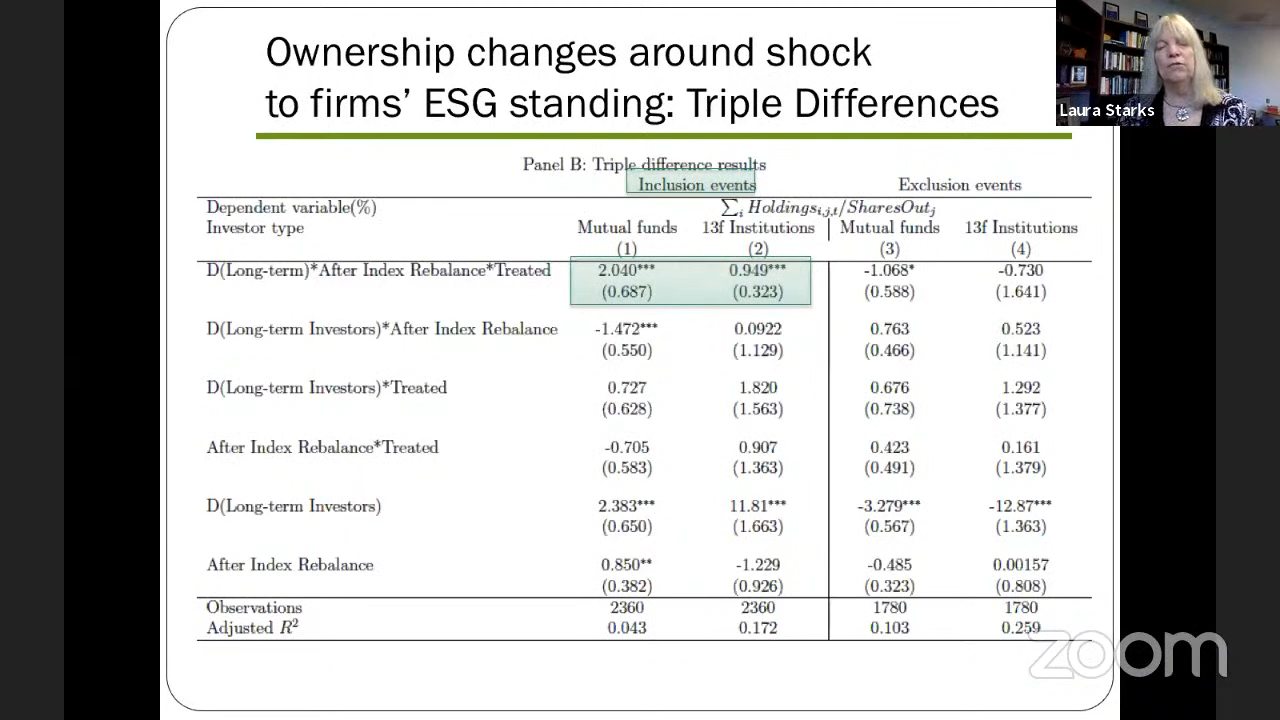 Ownership changes around shock
to firms' ESG standing: Triple Differences
Laura Starks
Panel B: Triple difference results
Inclusion events Exclusion events
Dependent variable(%) ∑ᵢ Holdingsᵢ,ⱼ,ₜ/SharesOutⱼ
Investor type Mutual funds 13f Institutions Mutual funds 13f Institutions
(1) (2) (3) (4)
D(Long-term)*After Index Rebalance*Treated 2.040*** 0.949*** -1.068* -0.730
(0.687) (0.323) (0.588) (1.641)
D(Long-term Investors)*After Index Rebalance -1.472*** 0.0922 0.763 0.523
(0.550) (1.129) (0.466) (1.141)
D(Long-term Investors)*Treated 0.727 1.820 0.676 1.292
(0.628) (1.563) (0.738) (1.377)
After Index Rebalance*Treated -0.705 0.907 0.423 0.161
(0.583) (1.363) (0.491) (1.379)
D(Long-term Investors) 2.383*** 11.81*** -3.279*** -12.87***
(0.650) (1.663) (0.567) (1.363)
After Index Rebalance 0.850** -1.229 -0.485 0.00157
(0.382) (0.926) (0.323) (0.808)
Observations 2360 2360 1780 1780
Adjusted R² 0.043 0.172 0.103 0.259
zoom